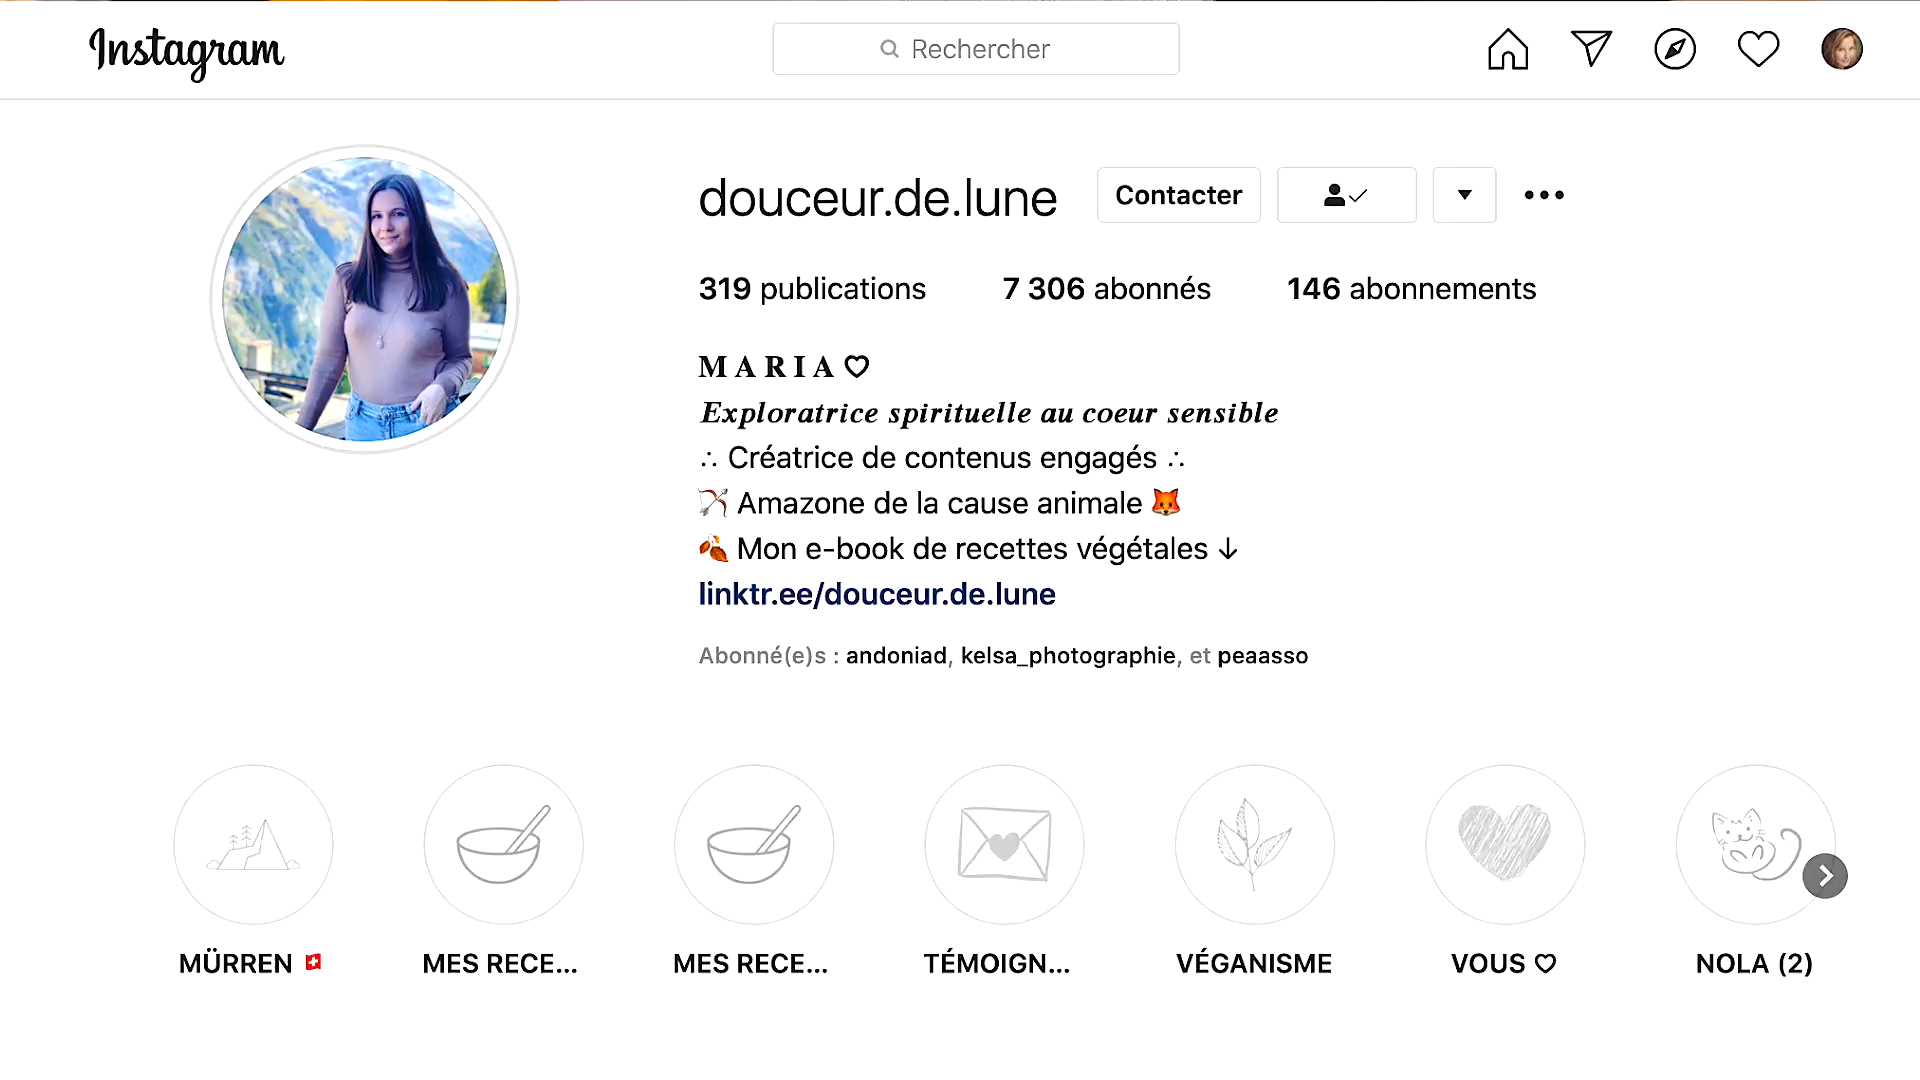 Instagram
Rechercher
douceur.de.lune
Contacter
319 publications
7 306 abonnés
146 abonnements
M A R I A ♡
Exploratrice spirituelle au coeur sensible
∴ Créatrice de contenus engagés ∴
🏹 Amazone de la cause animale 🦊
🍂 Mon e-book de recettes végétales ↓
linktr.ee/douceur.de.lune
Abonné(e)s : andoniad, kelsa_photographie, et peaasso
MÜRREN 🇨🇭
MES RECE...
MES RECE...
TÉMOIGN...
VÉGANISME
VOUS ♡
NOLA (2)